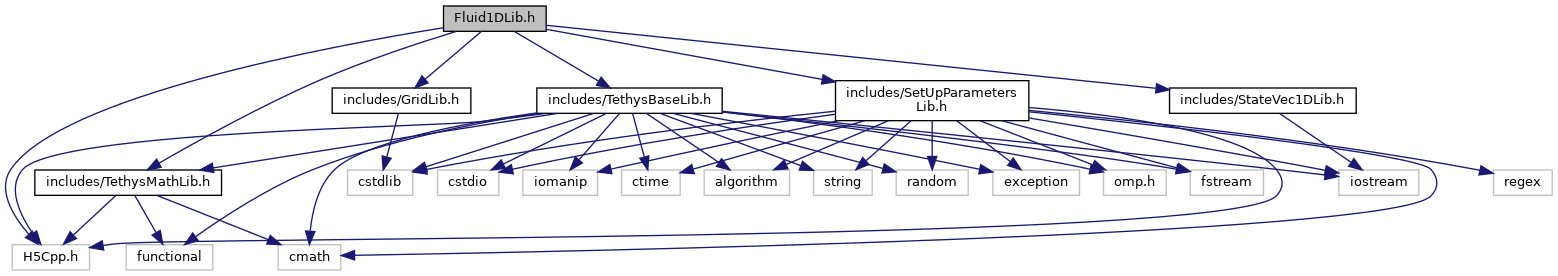 Fluid1DLib.h
includes/GridLib.h
includes/TethysBaseLib.h
includes/SetUpParameters
Lib.h
includes/StateVec1DLib.h
includes/TethysMathLib.h
cstdlib
cstdio
iomanip
ctime
algorithm
string
random
exception
omp.h
fstream
iostream
regex
H5Cpp.h
functional
cmath